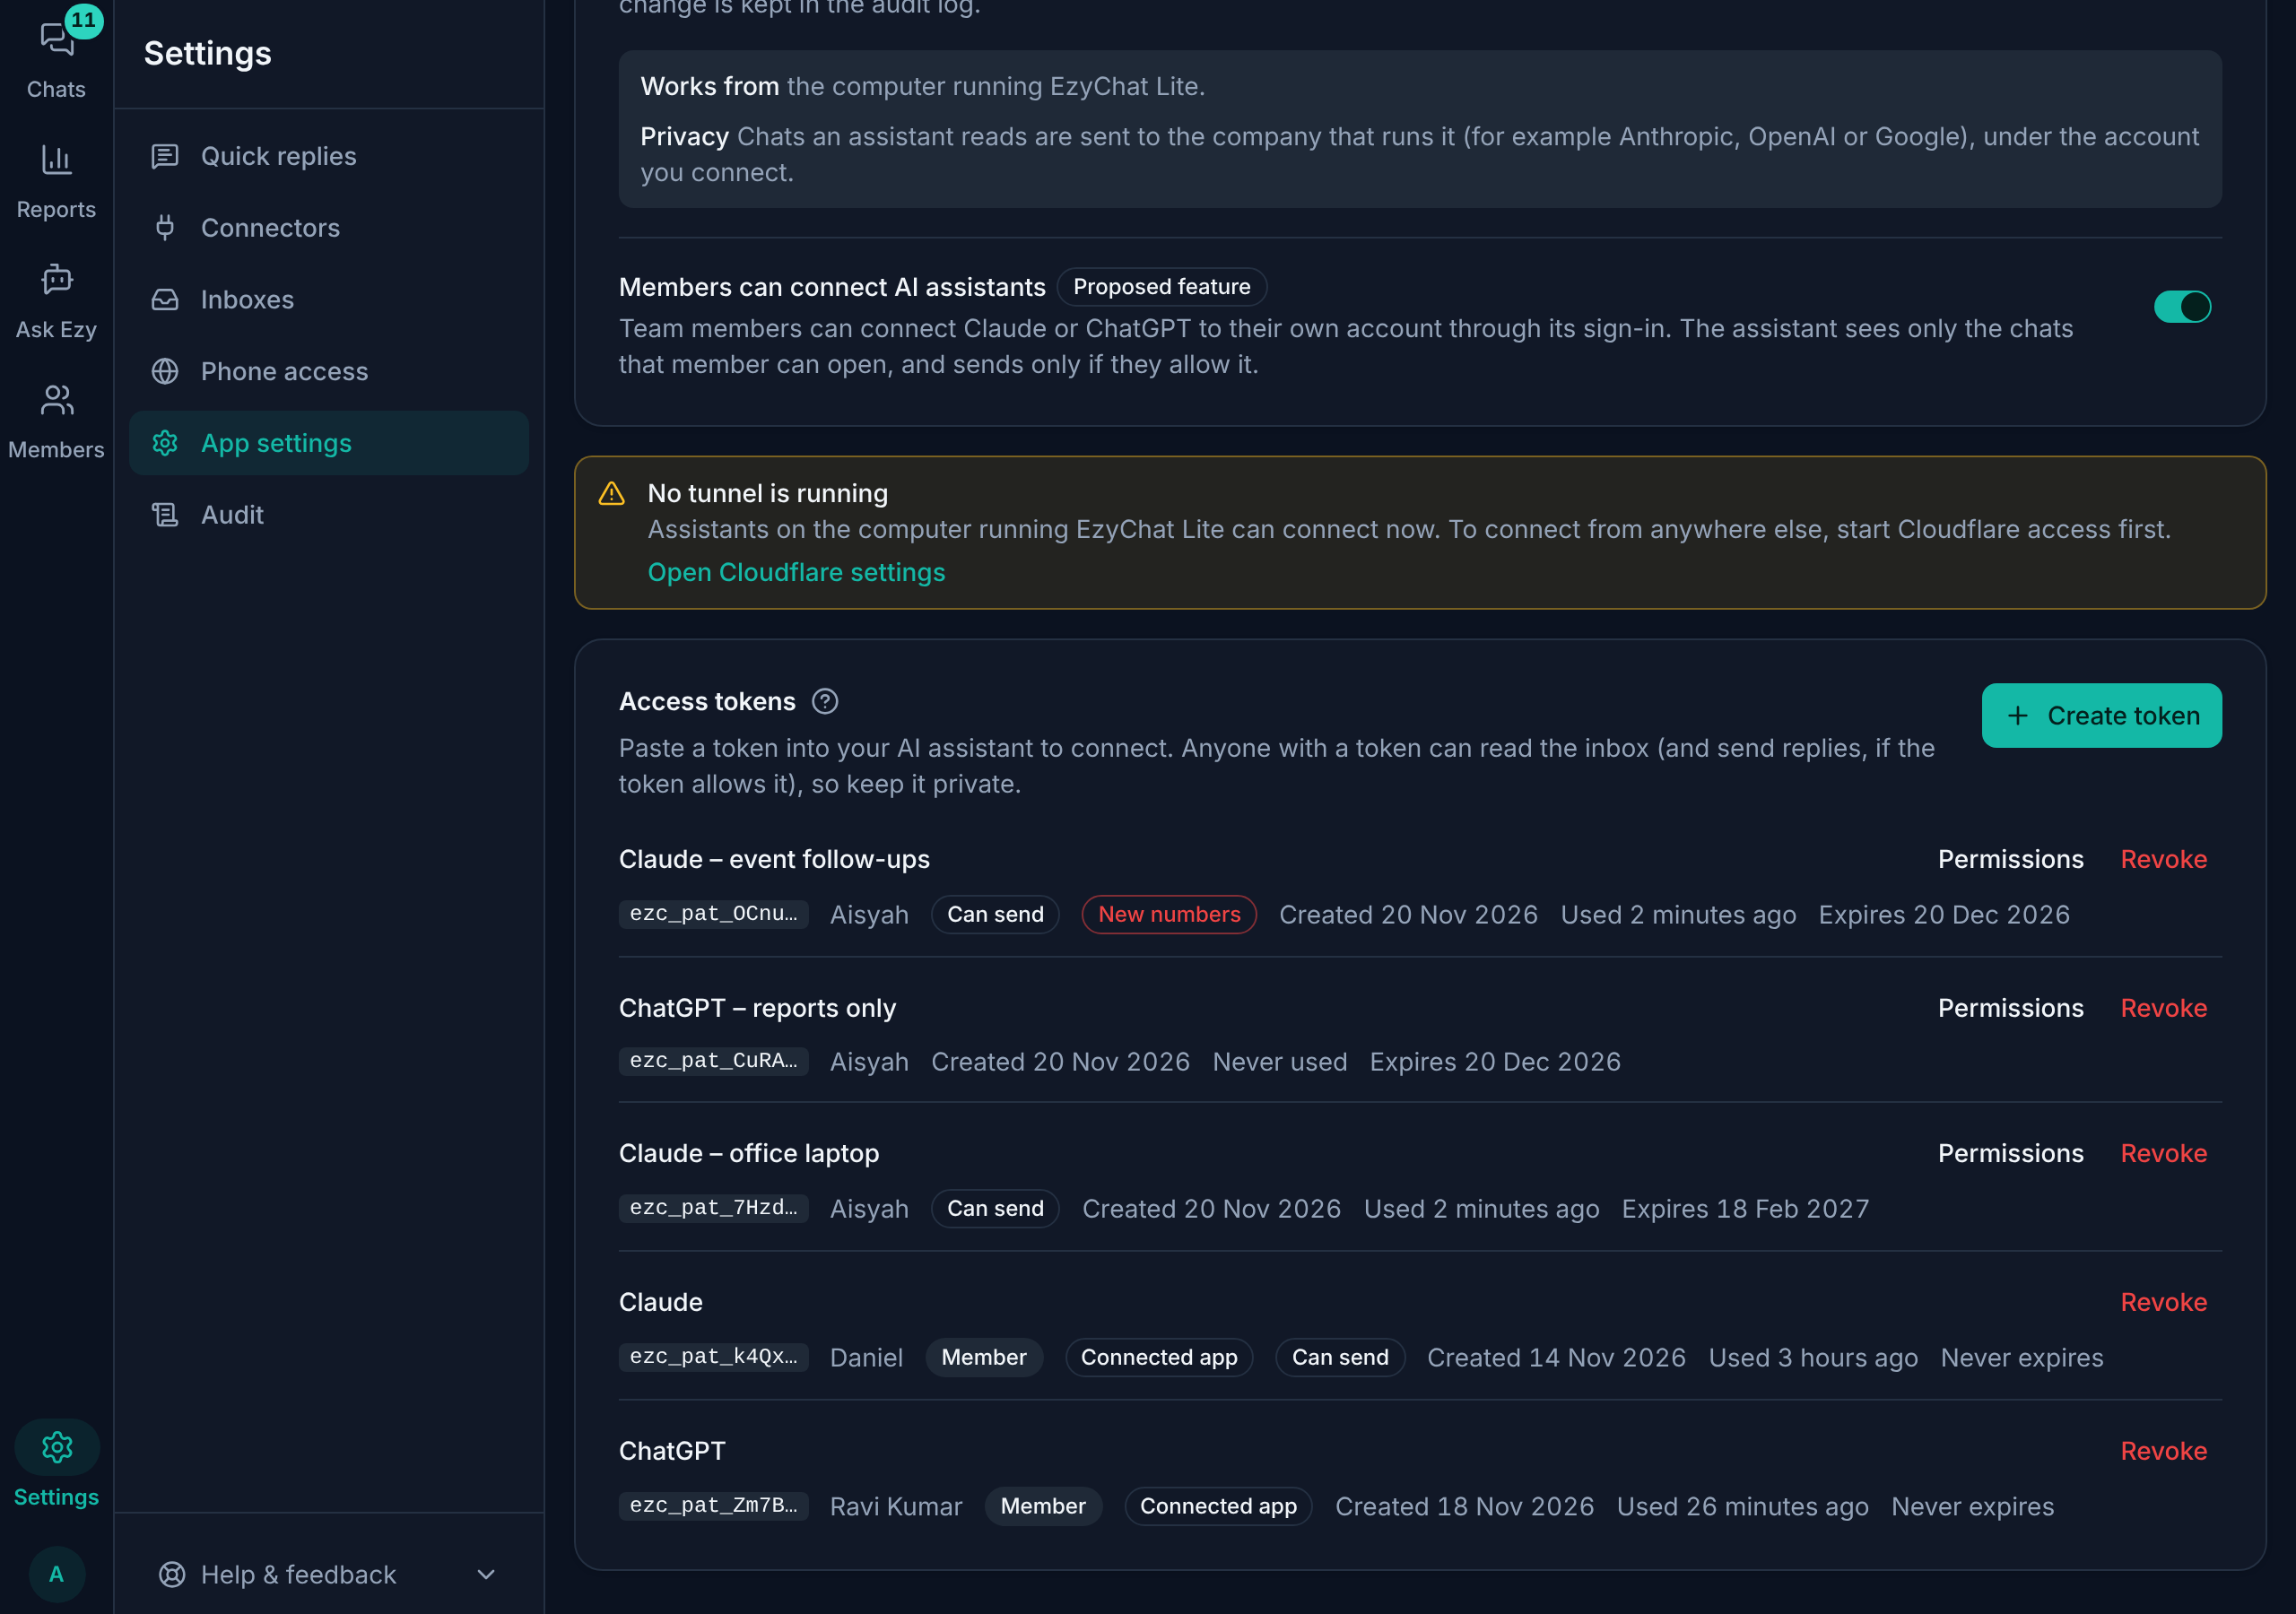 11
Chats
Reports
Ask Ezy
Members
Settings
A
Settings
Quick replies
Connectors
Inboxes
Phone access
App settings
Audit
Help & feedback
change is kept in the audit log.
Works from the computer running EzyChat Lite.
Privacy Chats an assistant reads are sent to the company that runs it (for example Anthropic, OpenAI or Google), under the account
you connect.
Members can connect AI assistants Proposed feature
Team members can connect Claude or ChatGPT to their own account through its sign-in. The assistant sees only the chats
that member can open, and sends only if they allow it.
No tunnel is running
Assistants on the computer running EzyChat Lite can connect now. To connect from anywhere else, start Cloudflare access first.
Open Cloudflare settings
Access tokens
Create token
Paste a token into your AI assistant to connect. Anyone with a token can read the inbox (and send replies, if the
token allows it), so keep it private.
Claude – event follow-ups Permissions Revoke
ezc_pat_OCnu… Aisyah Can send New numbers Created 20 Nov 2026 Used 2 minutes ago Expires 20 Dec 2026
ChatGPT – reports only Permissions Revoke
ezc_pat_CuRA… Aisyah Created 20 Nov 2026 Never used Expires 20 Dec 2026
Claude – office laptop Permissions Revoke
ezc_pat_7Hzd… Aisyah Can send Created 20 Nov 2026 Used 2 minutes ago Expires 18 Feb 2027
Claude Revoke
ezc_pat_k4Qx… Daniel Member Connected app Can send Created 14 Nov 2026 Used 3 hours ago Never expires
ChatGPT Revoke
ezc_pat_Zm7B… Ravi Kumar Member Connected app Created 18 Nov 2026 Used 26 minutes ago Never expires